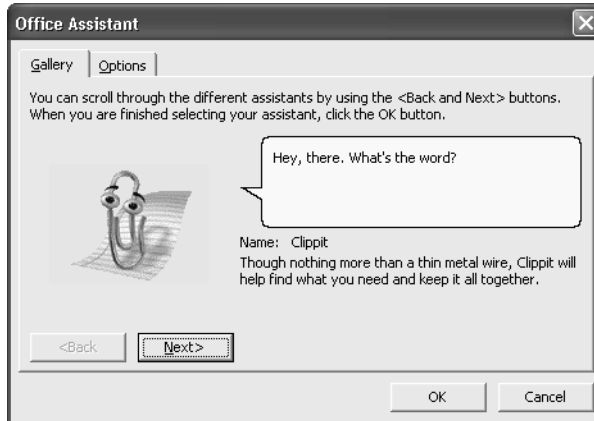 Office Assistant
Gallery
Options
You can scroll through the different assistants by using the <Back and Next> buttons.
When you are finished selecting your assistant, click the OK button.
Hey, there. What's the word?
Name: Clippit
Though nothing more than a thin metal wire, Clippit will
help find what you need and keep it all together.
<Back
Next>
OK
Cancel